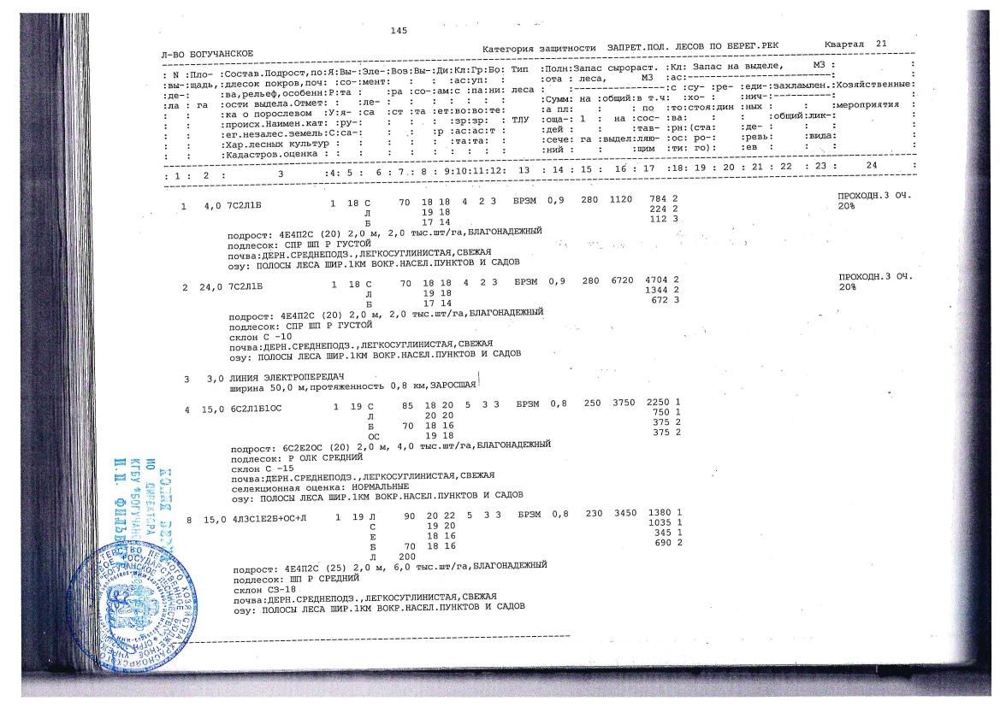 145
Л-ВО БОГУЧАНСКОЕ Категория защитности ЗАПРЕТ.ПОЛ. ЛЕСОВ ПО БЕРЕГ.РЕК Квартал 21
: N :Пло- :Состав.Подрост,по:Я:Вы-:Эле-:Воз:Вы-:Ди:Кл:Гр:Бо: Тип :Полн:Запас сырораст. :Кл: Запас на выделе, М3 : :
:вы-:щадь,:длесок покров,поч: :со-:мент: : : :ас:уп: : :ота : леса, М3 :ас:-----------------------------: :
:де-: :ва,рельеф,особенн:Р:та : :ра :со-:ам:с :па:ни: леса : :-----------------:с :су- : ре- :еди-:захламлен.:Хозяйственные:
:ла : га :ости выдела.Отмет: : :ле- : : : : : : : :Сумм: на :общий:в т.ч: :хо- : :нич-:----------: :
: : :ка о порослевом :У:я- : са :ст :та :ет:во:во:те: :а пл: : : по :то:стоя:дин :ных : : :мероприятия :
: : :происх.Наимен.кат: :ру-: : : : :зр:зр: : ТЛУ :оща-: 1 : на :сос- :ва: : : :общий:лик-: :
: : :ег.незалес.земель:С:са-: : : :р :ас:ас:т : :дей : : :тав- :рн:(ста: :де- : : : :
: : :Хар.лесных культур : : : : : : :та:та: : :сече: га :выдел:ляю- :ос: ро-: :ревь: :вида: :
: : :Кадастров.оценка : : : : : : : : : : : :ний : : :щим :ти: го): :ев : : : :
: 1 : 2 : 3 :4: 5 : 6 : 7 : 8 : 9:10:11:12: 13 : 14 : 15 : 16 : 17 :18: 19 : 20 : 21 : 22 : 23 : 24 :
1 4,0 7С2Л1Б 1 18 С 70 18 18 4 2 3 БРЗМ 0,9 280 1120 784 2 ПРОХОДН.3 ОЧ.
Л 19 18 224 2 20%
Б 17 14 112 3
подрост: 4Е4П2С (20) 2,0 м, 2,0 тыс.шт/га,БЛАГОНАДЕЖНЫЙ
подлесок: СПР ШП Р ГУСТОЙ
почва:ДЕРН.СРЕДНЕПОДЗ.,ЛЕГКОСУГЛИНИСТАЯ,СВЕЖАЯ
озу: ПОЛОСЫ ЛЕСА ШИР.1КМ ВОКР.НАСЕЛ.ПУНКТОВ И САДОВ
2 24,0 7С2Л1Б 1 18 С 70 18 18 4 2 3 БРЗМ 0,9 280 6720 4704 2 ПРОХОДН.3 ОЧ.
Л 19 18 1344 2 20%
Б 17 14 672 3
подрост: 4Е4П2С (20) 2,0 м, 2,0 тыс.шт/га,БЛАГОНАДЕЖНЫЙ
подлесок: СПР ШП Р ГУСТОЙ
склон С -10
почва:ДЕРН.СРЕДНЕПОДЗ.,ЛЕГКОСУГЛИНИСТАЯ,СВЕЖАЯ
озу: ПОЛОСЫ ЛЕСА ШИР.1КМ ВОКР.НАСЕЛ.ПУНКТОВ И САДОВ
3 3,0 ЛИНИЯ ЭЛЕКТРОПЕРЕДАЧ
ширина 50,0 м,протяженность 0,8 км,ЗАРОСШАЯ
4 15,0 6С2Л1Б1ОС 1 19 С 85 18 20 5 3 3 БРЗМ 0,8 250 3750 2250 1
Л 20 20 750 1
Б 70 18 16 375 2
ОС 19 18 375 2
подрост: 6С2Е2ОС (20) 2,0 м, 4,0 тыс.шт/га,БЛАГОНАДЕЖНЫЙ
подлесок: Р ОЛК СРЕДНИЙ
склон С -15
почва:ДЕРН.СРЕДНЕПОДЗ.,ЛЕГКОСУГЛИНИСТАЯ,СВЕЖАЯ
селекционная оценка: НОРМАЛЬНЫЕ
озу: ПОЛОСЫ ЛЕСА ШИР.1КМ ВОКР.НАСЕЛ.ПУНКТОВ И САДОВ
8 15,0 4Л3С1Е2Б+ОС+Л 1 19 Л 90 20 22 5 3 3 БРЗМ 0,8 230 3450 1380 1
С 19 20 1035 1
Е 18 16 345 1
Б 70 18 16 690 2
Л 200
подрост: 4Е4П2С (25) 2,0 м, 6,0 тыс.шт/га,БЛАГОНАДЕЖНЫЙ
подлесок: ШП Р СРЕДНИЙ
склон СЗ-18
почва:ДЕРН.СРЕДНЕПОДЗ.,ЛЕГКОСУГЛИНИСТАЯ,СВЕЖАЯ
озу: ПОЛОСЫ ЛЕСА ШИР.1КМ ВОКР.НАСЕЛ.ПУНКТОВ И САДОВ
КОПИЯ
ИО ДИРЕКТОРА
КГБУ "БОГУЧАНС